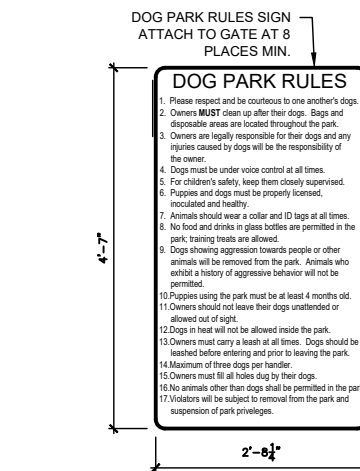 DOG PARK RULES SIGN
ATTACH TO GATE AT 8
PLACES MIN.
DOG PARK RULES
1. Please respect and be courteous to one another's dogs.
2. Owners MUST clean up after their dogs. Bags and
disposable areas are located throughout the park.
3. Owners are legally responsible for their dogs and any
injuries caused by dogs will be the responsibility of
the owner.
4. Dogs must be under voice control at all times.
5. For children's safety, keep them closely supervised.
6. Puppies and dogs must be properly licensed,
inoculated and healthy.
7. Animals should wear a collar and ID tags at all times.
8. No food and drinks in glass bottles are permitted in the
park; training treats are allowed.
9. Dogs showing aggression towards people or other
animals will be removed from the park. Animals who
exhibit a history of aggressive behavior will not be
permitted.
10.Puppies using the park must be at least 4 months old.
11.Owners should not leave their dogs unattended or
allowed out of sight.
12.Dogs in heat will not be allowed inside the park.
13.Owners must carry a leash at all times. Dogs should be
leashed before entering and prior to leaving the park.
14.Maximum of three dogs per handler.
15.Owners must fill all holes dug by their dogs.
16.No animals other than dogs shall be permitted in the par
17.Violators will be subject to removal from the park and
suspension of park priveleges.
4'-7"
2'-8¼"